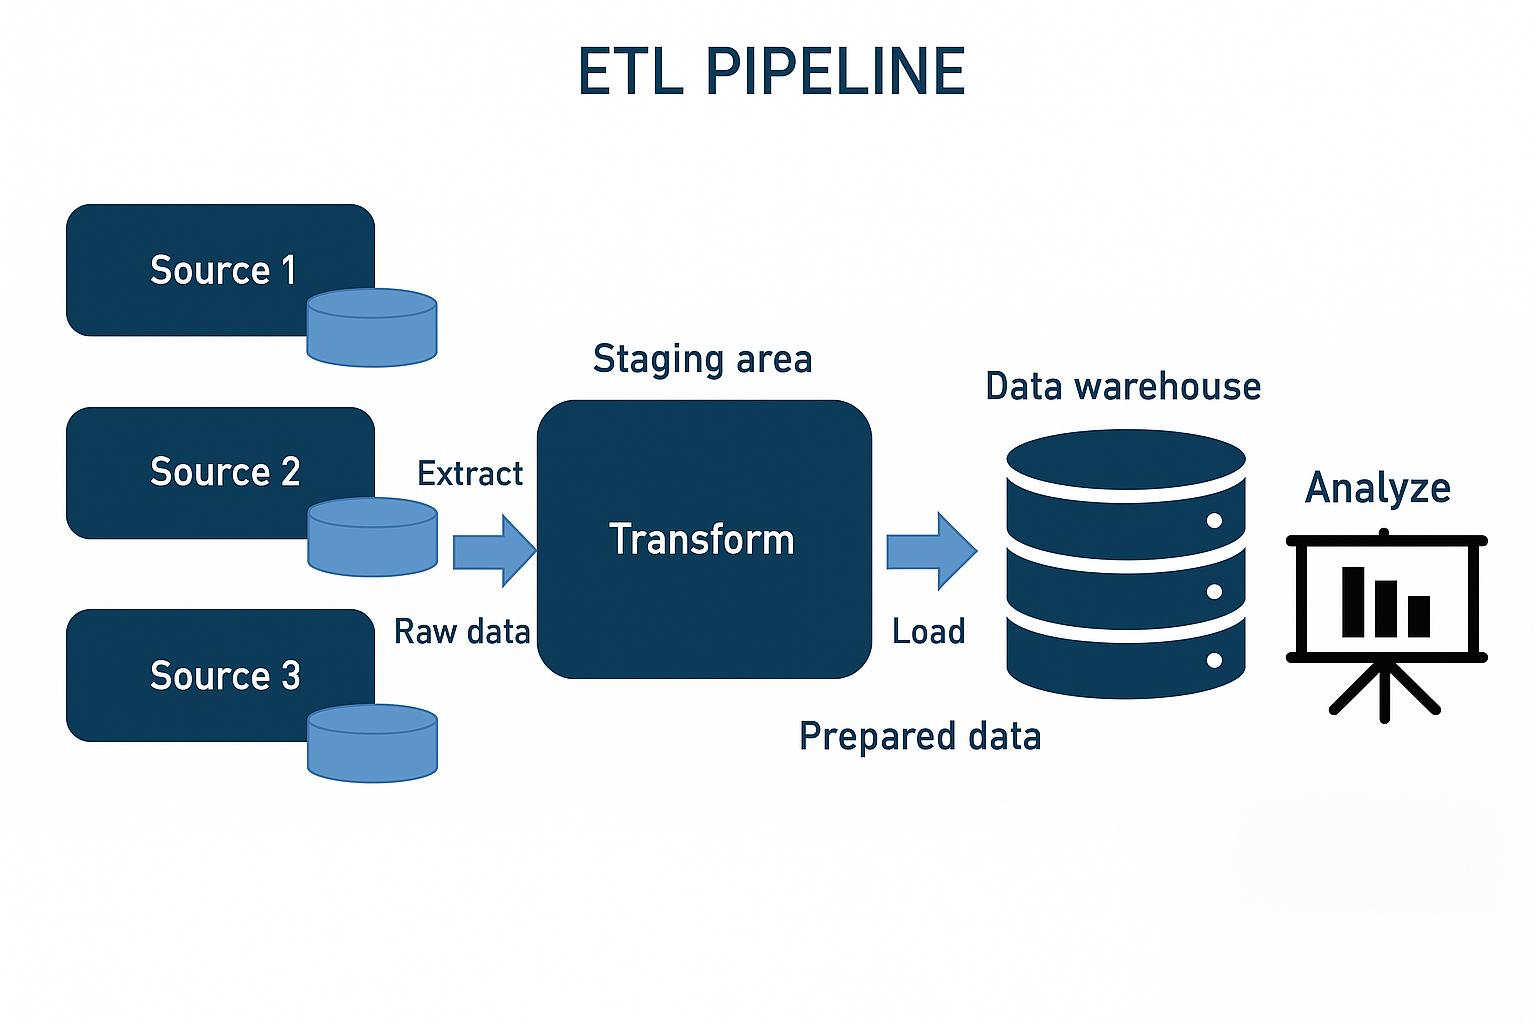 ETL PIPELINE
Source 1
Source 2
Source 3
Extract
Raw data
Staging area
Transform
Load
Prepared data
Data warehouse
Analyze